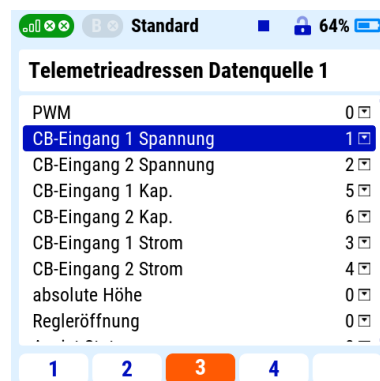 B Standard 64%
Telemetrieadressen Datenquelle 1
PWM 0
CB-Eingang 1 Spannung 1
CB-Eingang 2 Spannung 2
CB-Eingang 1 Kap. 5
CB-Eingang 2 Kap. 6
CB-Eingang 1 Strom 3
CB-Eingang 2 Strom 4
absolute Höhe 0
Regleröffnung 0
1 2 3 4